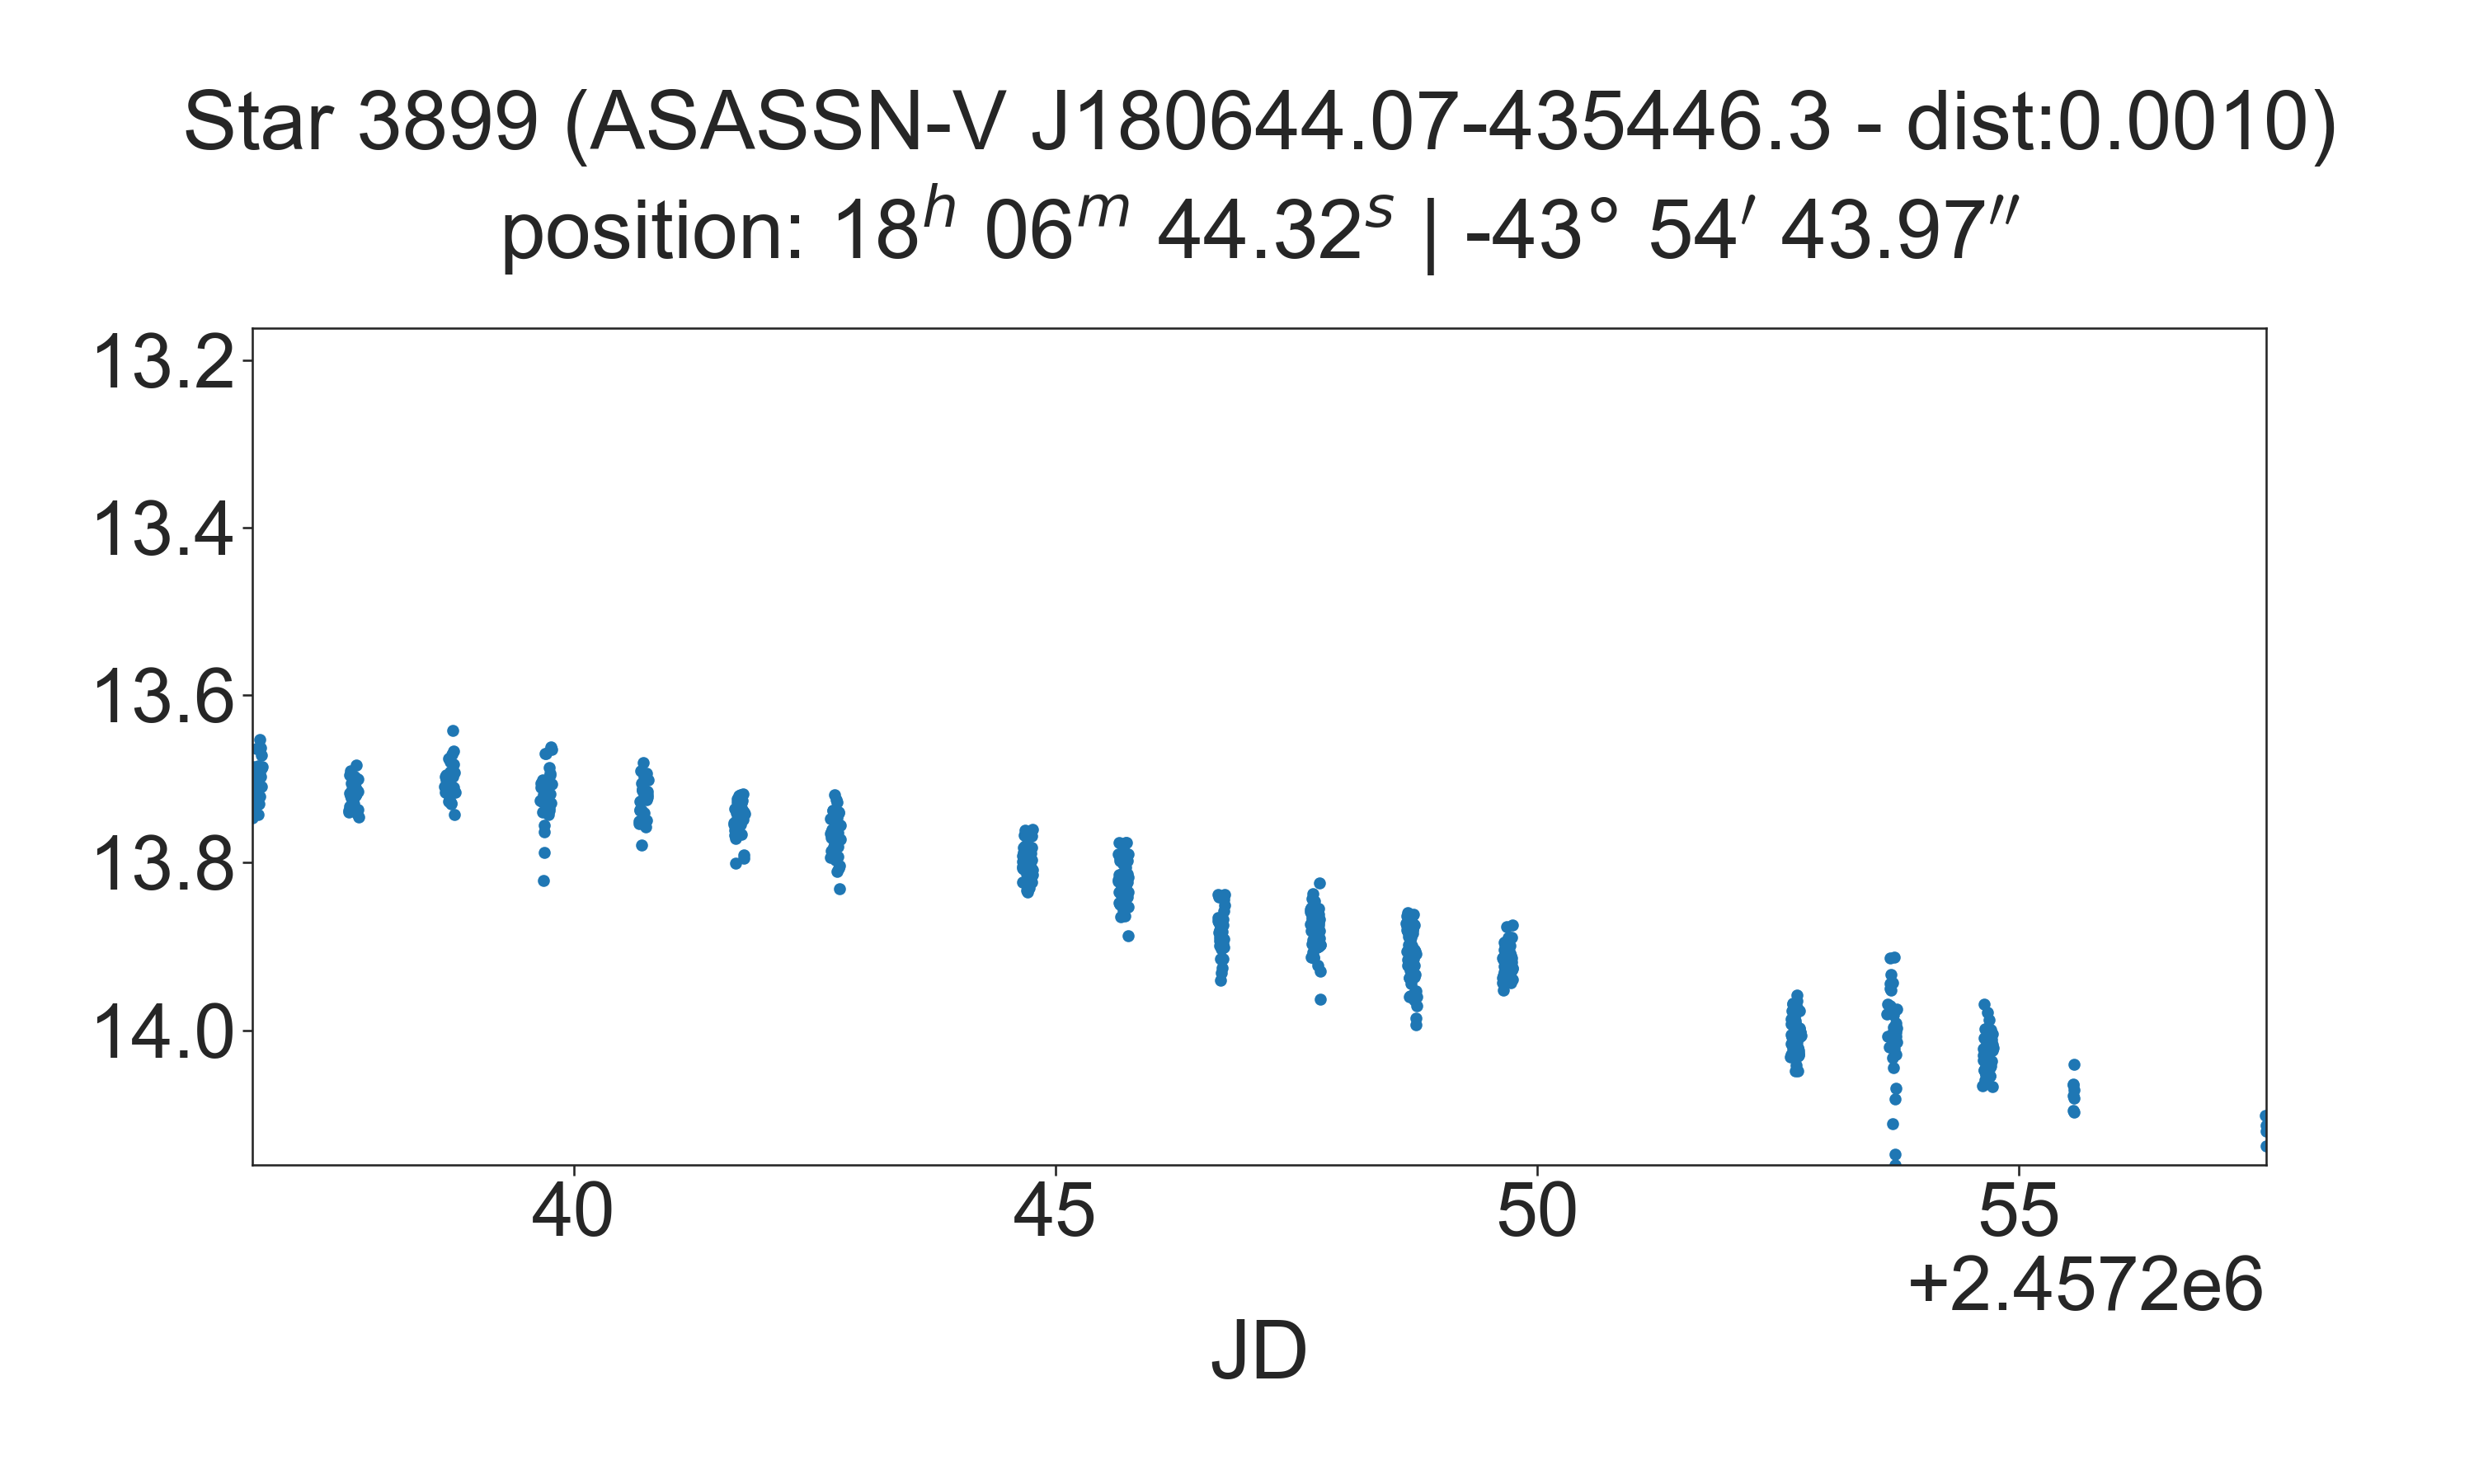 Star 3899 (ASASSN-V J180644.07-435446.3 - dist:0.0010)
position: 18h 06m 44.32s | -43° 54′ 43.97″
13.2
13.4
13.6
13.8
14.0
40 45 50 55
+2.4572e6
JD